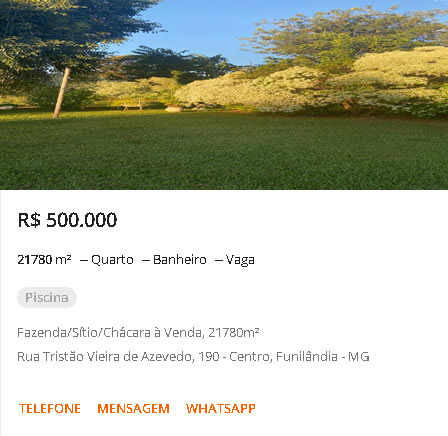 R$ 500.000
21780 m² – Quarto – Banheiro – Vaga
Piscina
Fazenda/Sítio/Chácara à Venda, 21780m²
Rua Tristão Vieira de Azevedo, 190 - Centro, Funilândia - MG
TELEFONE MENSAGEM WHATSAPP